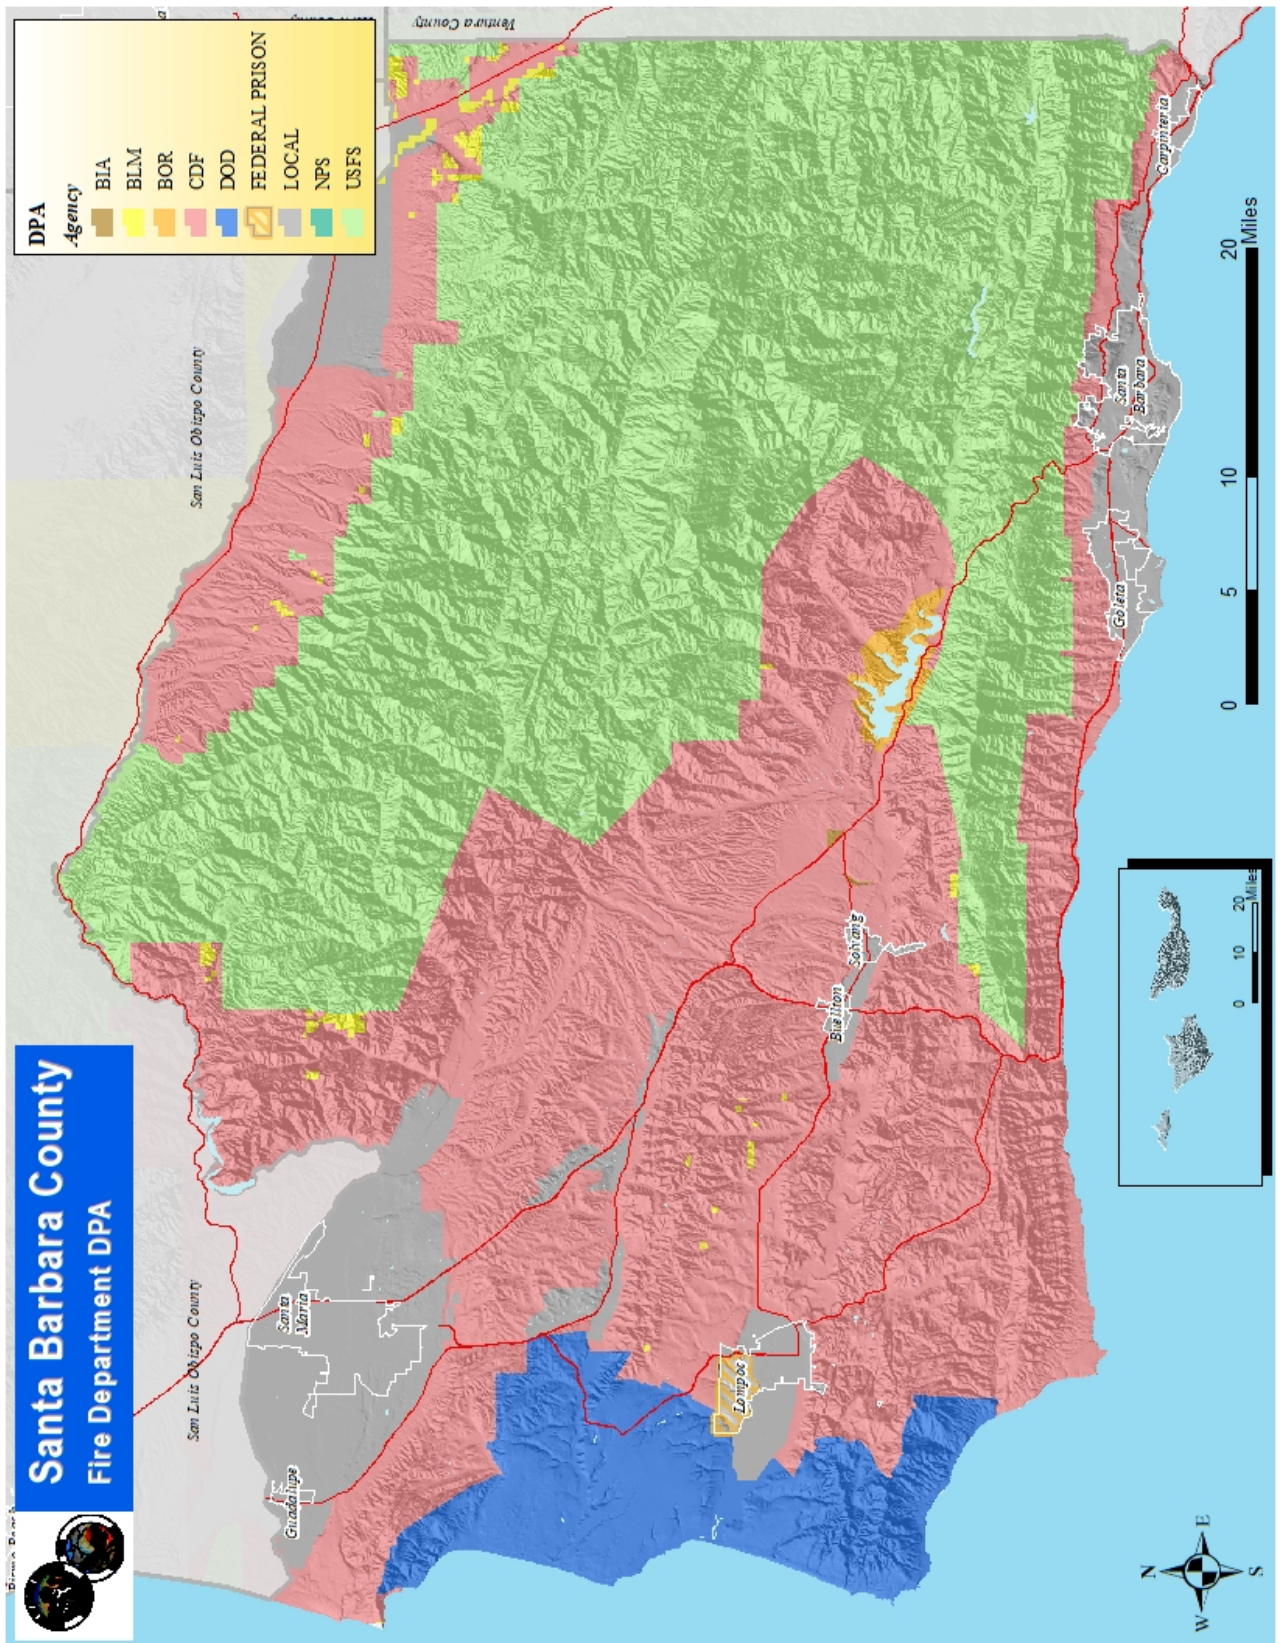 Santa Barbara County
Fire Department DPA
DPA
Agency
BIA
BLM
BOR
CDF
DOD
FEDERAL PRISON
LOCAL
NPS
USFS
San Luis Obispo County
San Luis Obispo County
Ventura County
Guadalupe
Santa
Maria
Lompoc
Buellton
Solvang
Goleta
Santa
Barbara
Carpinteria
N
W
E
S
0
10
20
Miles
0
5
10
20
Miles